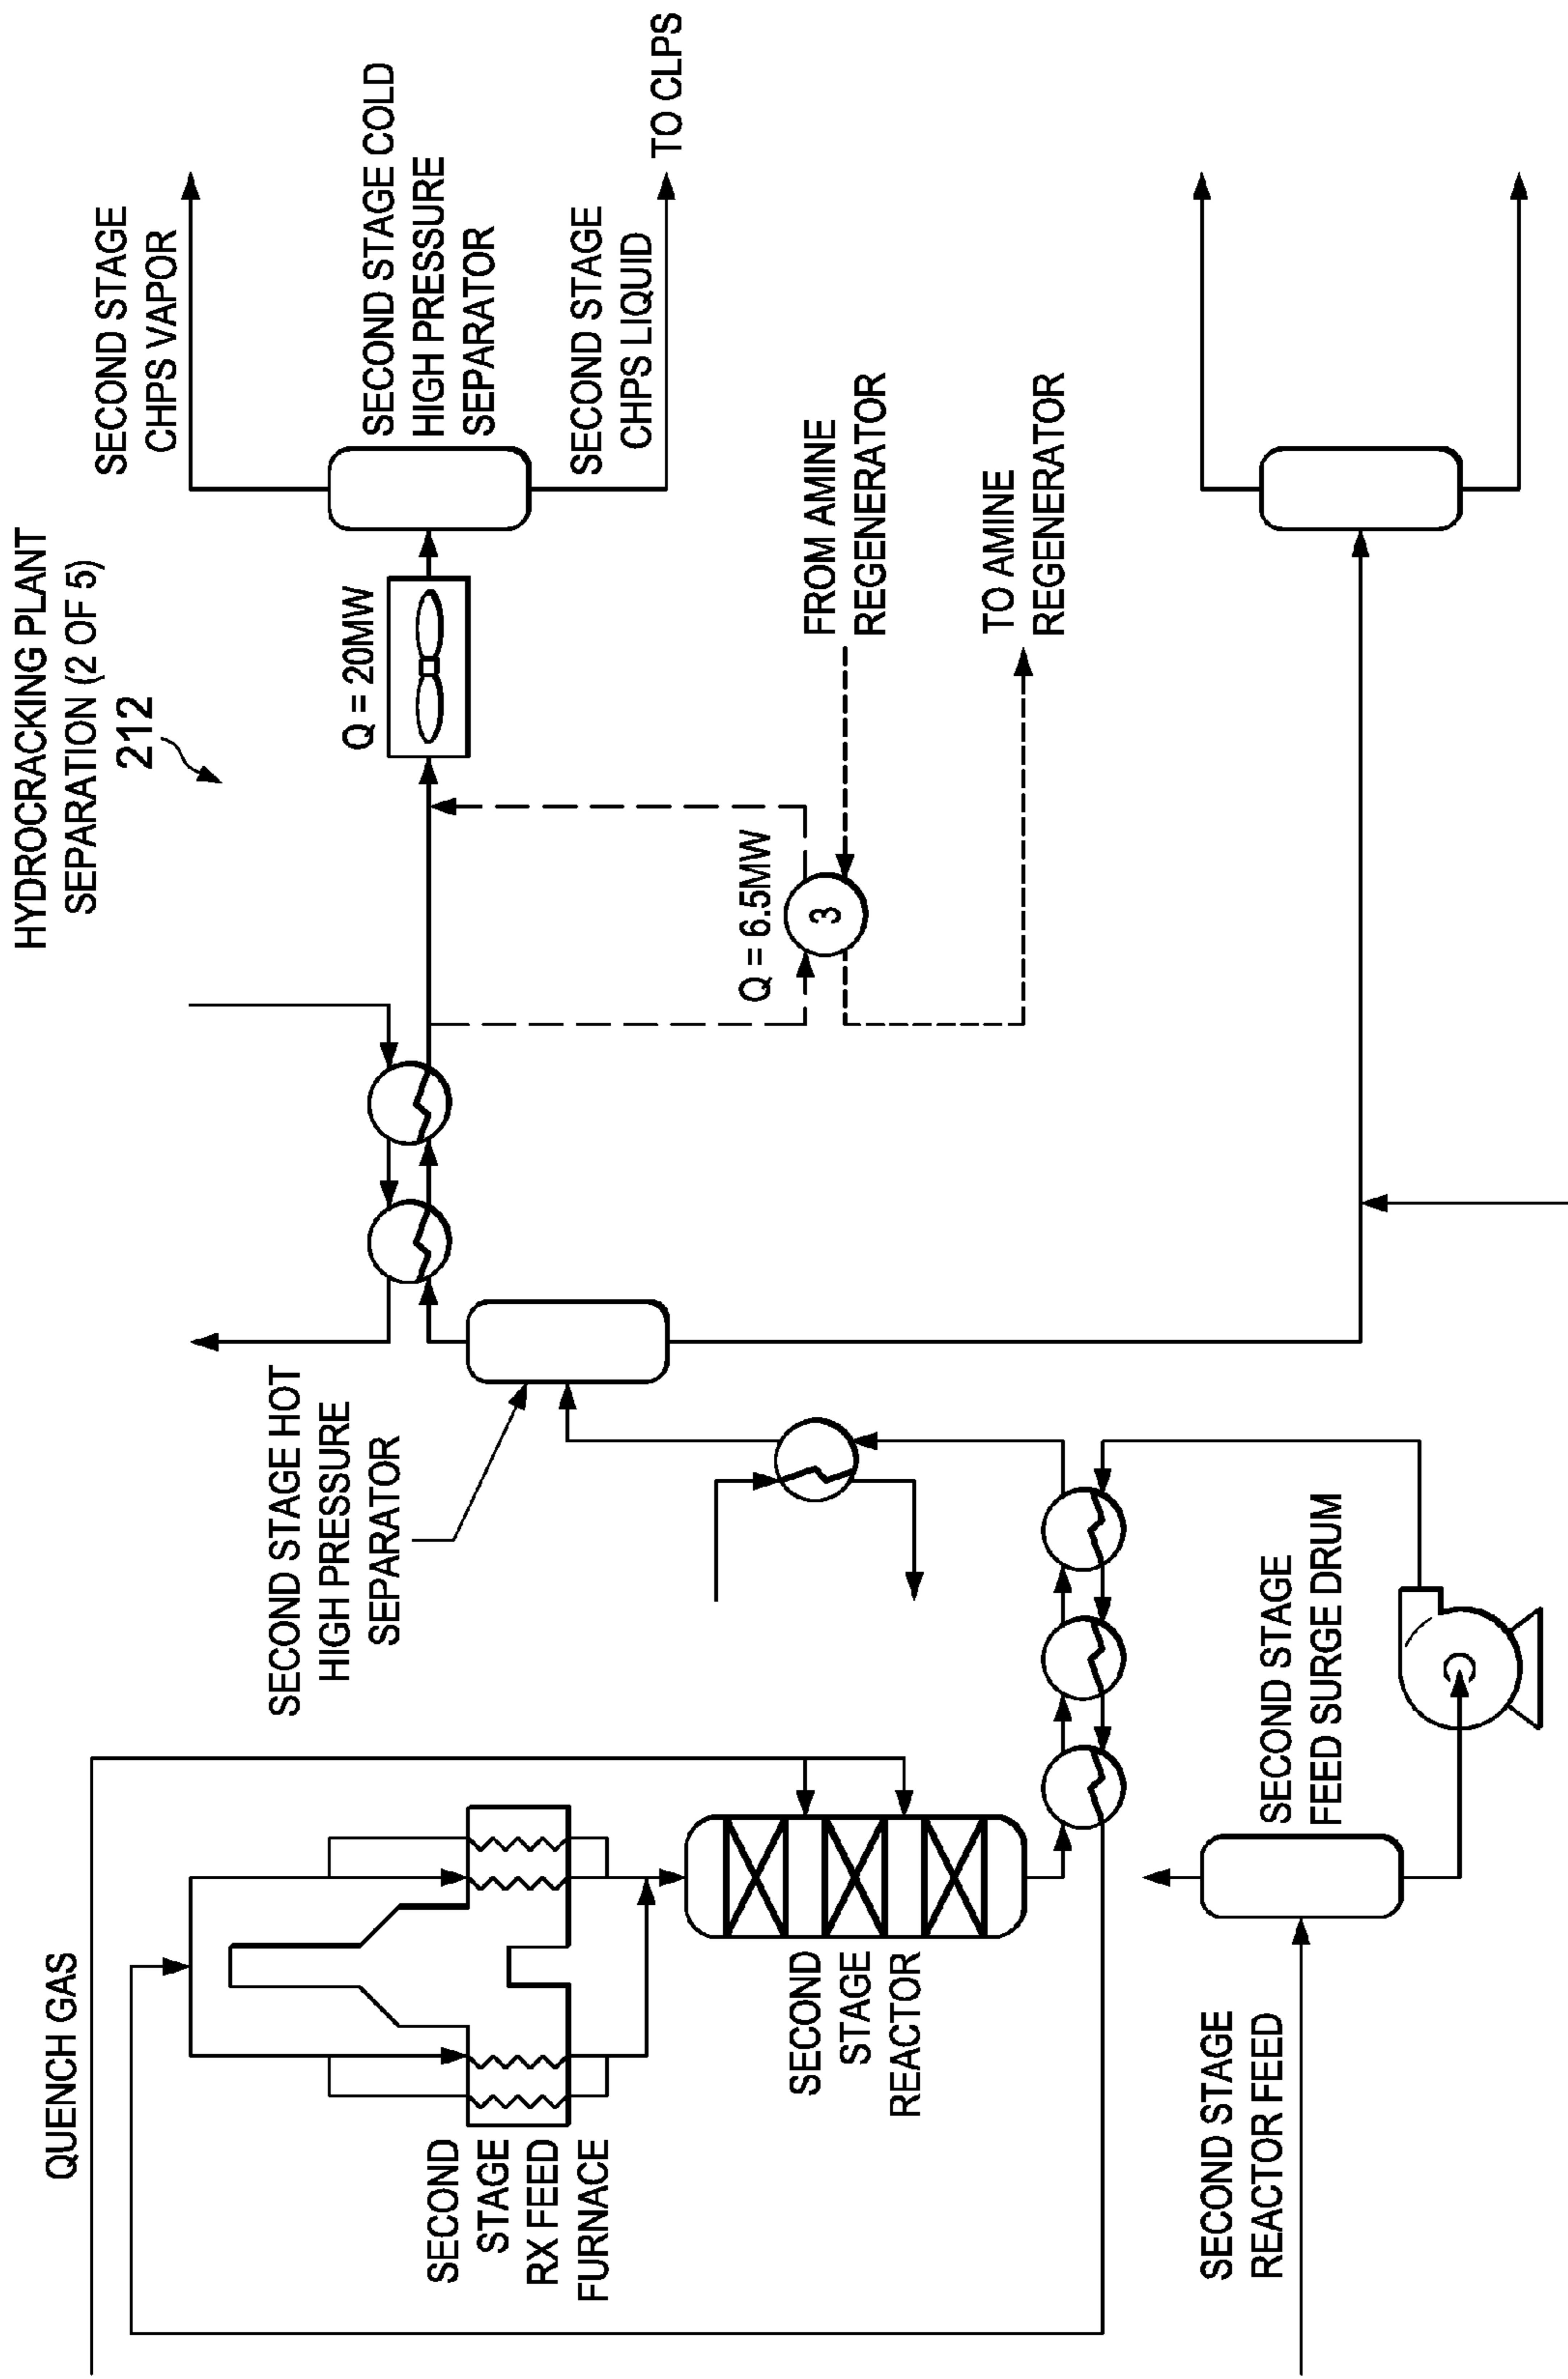 HYDROCRACKING PLANT
SEPARATION (2 OF 5)
212
QUENCH GAS
SECOND
STAGE
RX FEED
FURNACE
SECOND
STAGE
REACTOR
SECOND STAGE
REACTOR FEED
SECOND STAGE
FEED SURGE DRUM
SECOND STAGE HOT
HIGH PRESSURE
SEPARATOR
Q = 6.5MW
3
FROM AMINE
REGENERATOR
TO AMINE
REGENERATOR
Q = 20MW
SECOND STAGE
CHPS VAPOR
SECOND STAGE COLD
HIGH PRESSURE
SEPARATOR
SECOND STAGE
CHPS LIQUID
TO CLPS